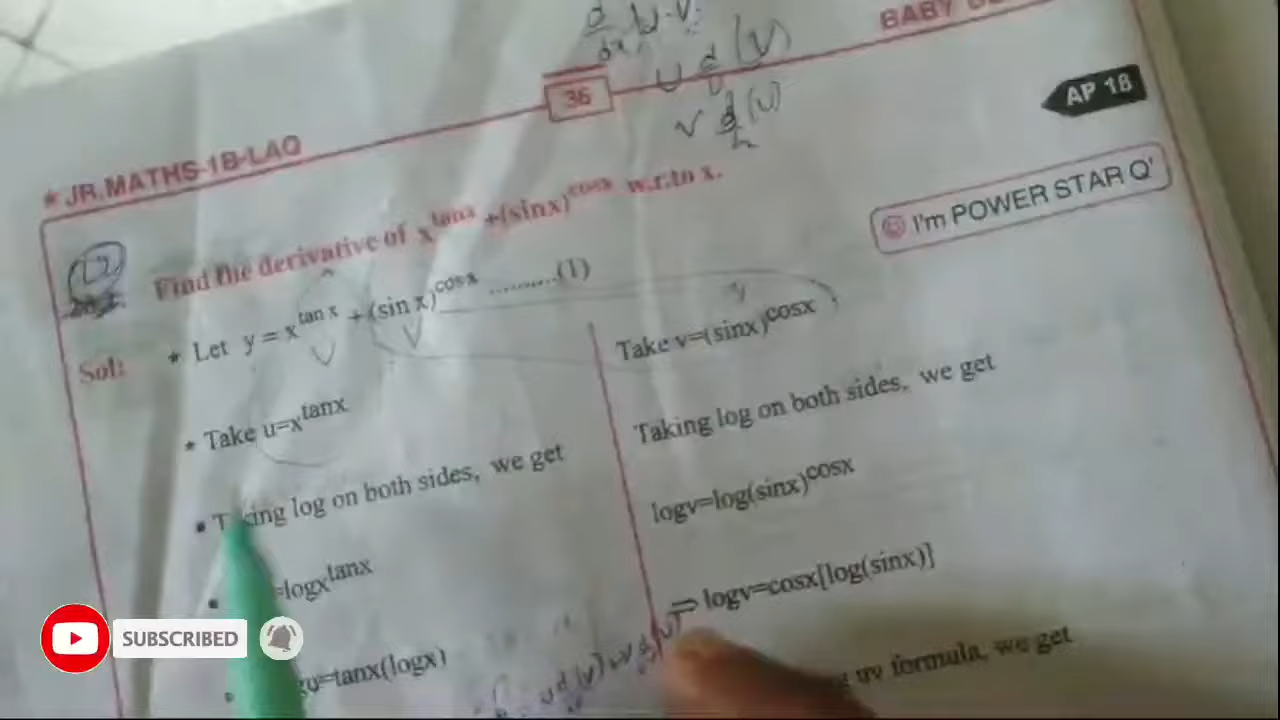 d/dx u.v
u d/ (v)
v d/ (u)
BABY
36
AP 18
* JR.MATHS-1B-LAQ
Find the derivative of x^tanx +(sinx)^cosx w.r.to x.
I'm POWER STAR Q'
Sol:
* Let y = x^tan x + (sin x)^cosx ..........(1)
* Take u=x^tanx
▪ Taking log on both sides, we get
=logx^tanx
u=tanx(logx)
Take v=(sinx)^cosx
Taking log on both sides, we get
logv=log(sinx)^cosx
⇒ logv=cosx[log(sinx)]
uv formula, we get
SUBSCRIBED